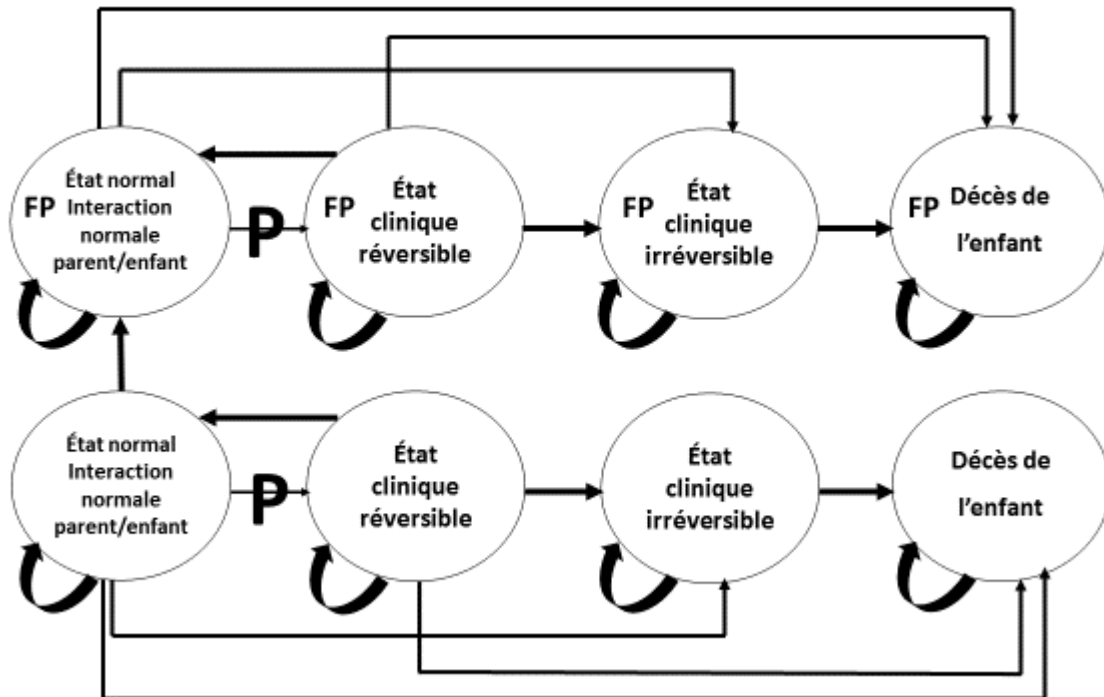 FP
État normal
Interaction
normale
parent/enfant
P
FP
État
clinique
réversible
FP
État
clinique
irréversible
FP
Décès de
l'enfant
État normal
Interaction
normale
parent/enfant
P
État
clinique
réversible
État
clinique
irréversible
Décès de
l'enfant